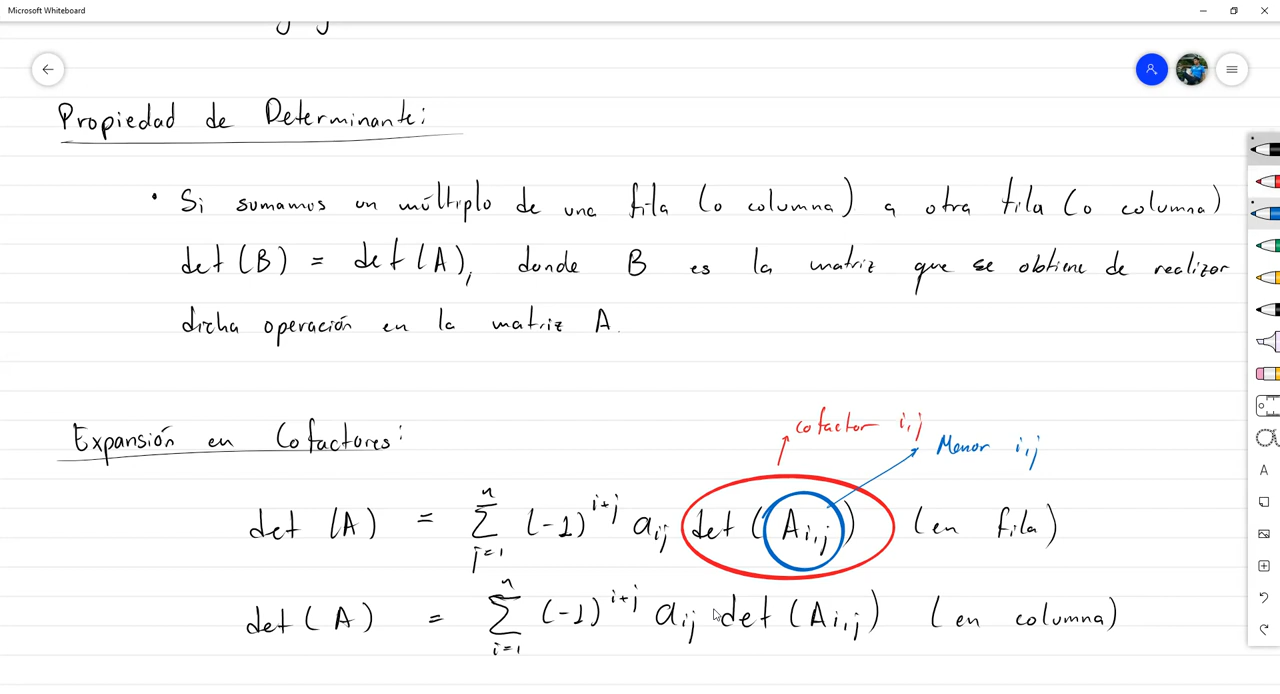 Microsoft Whiteboard
Propiedad de Determinante:
• Si sumamos un múltiplo de una fila (o columna) a otra fila (o columna)
det(B) = det(A), donde B es la matriz que se obtiene de realizar
dicha operación en la matriz A.
Expansión en Cofactores:
cofactor i,j
Menor i,j
det (A) = \sum_{j=1}^{n} (-1)^{i+j} a_{ij} det (A_{i,j}) (en fila)
det (A) = \sum_{i=1}^{n} (-1)^{i+j} a_{ij} det (A_{i,j}) (en columna)